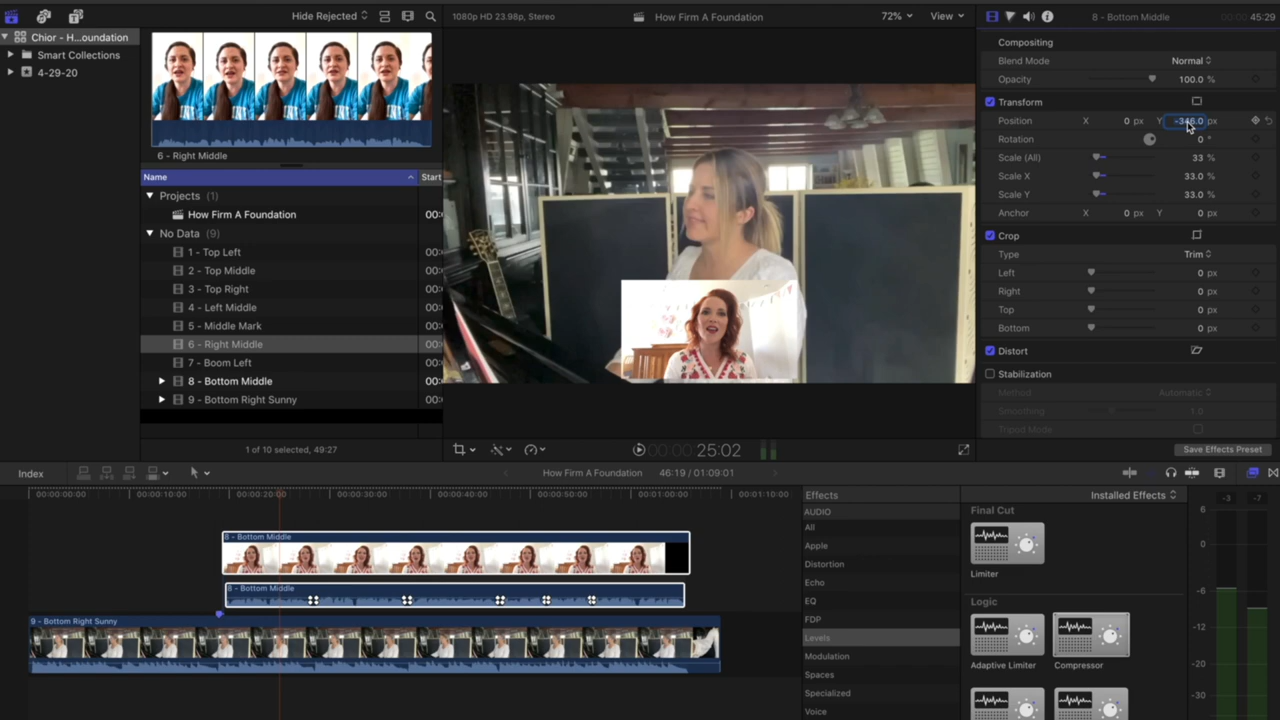 Hide Rejected
1080p HD 23.98p, Stereo
How Firm A Foundation
72%
View
8 - Bottom Middle
45:29
Chior - H...oundation
Smart Collections
4-29-20
6 - Right Middle
Name
Start
Projects (1)
How Firm A Foundation
00:
No Data (9)
1 - Top Left
00:
2 - Top Middle
00:
3 - Top Right
00:
4 - Left Middle
00:
5 - Middle Mark
00:
6 - Right Middle
00:
7 - Boom Left
00:
8 - Bottom Middle
00:
9 - Bottom Right Sunny
00:
1 of 10 selected, 49:27
00:00:00 25:02
Compositing
Blend Mode Normal
Opacity 100.0 %
Transform
Position X 0 px Y -346.0 px
Rotation 0 °
Scale (All) 33 %
Scale X 33.0 %
Scale Y 33.0 %
Anchor X 0 px Y 0 px
Crop
Type Trim
Left 0 px
Right 0 px
Top 0 px
Bottom 0 px
Distort
Stabilization
Method Automatic
Smoothing 1.0
Tripod Mode
Save Effects Preset
Index
How Firm A Foundation
46:19 / 01:09:01
00:00:00:00
00:00:10:00
00:00:20:00
00:00:30:00
00:00:40:00
00:00:50:00
00:01:00:00
00:01:10:00
8 - Bottom Middle
8 - Bottom Middle
9 - Bottom Right Sunny
Effects
Installed Effects
AUDIO
All
Apple
Distortion
Echo
EQ
FDP
Levels
Modulation
Spaces
Specialized
Voice
Final Cut
Limiter
Logic
Adaptive Limiter
Compressor
-3
-7
6
0
-6
-12
-20
-30